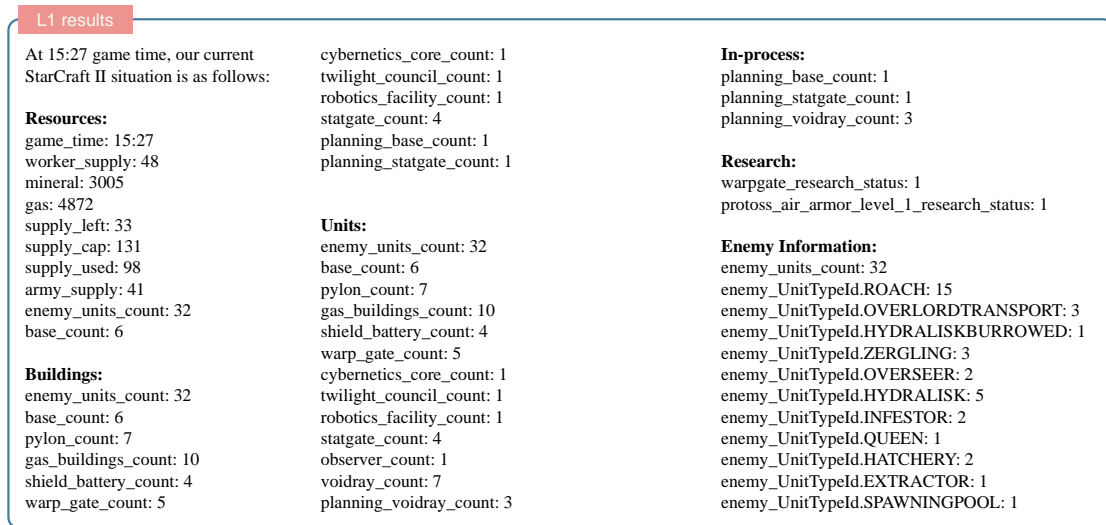 L1 results
At 15:27 game time, our current
StarCraft II situation is as follows:
Resources:
game_time: 15:27
worker_supply: 48
mineral: 3005
gas: 4872
supply_left: 33
supply_cap: 131
supply_used: 98
army_supply: 41
enemy_units_count: 32
base_count: 6
Buildings:
enemy_units_count: 32
base_count: 6
pylon_count: 7
gas_buildings_count: 10
shield_battery_count: 4
warp_gate_count: 5
cybernetics_core_count: 1
twilight_council_count: 1
robotics_facility_count: 1
statgate_count: 4
planning_base_count: 1
planning_statgate_count: 1
Units:
enemy_units_count: 32
base_count: 6
pylon_count: 7
gas_buildings_count: 10
shield_battery_count: 4
warp_gate_count: 5
cybernetics_core_count: 1
twilight_council_count: 1
robotics_facility_count: 1
statgate_count: 4
observer_count: 1
voidray_count: 7
planning_voidray_count: 3
In-process:
planning_base_count: 1
planning_statgate_count: 1
planning_voidray_count: 3
Research:
warpgate_research_status: 1
protoss_air_armor_level_1_research_status: 1
Enemy Information:
enemy_units_count: 32
enemy_UnitTypeId.ROACH: 15
enemy_UnitTypeId.OVERLORDTRANSPORT: 3
enemy_UnitTypeId.HYDRALISKBURROWED: 1
enemy_UnitTypeId.ZERGLING: 3
enemy_UnitTypeId.OVERSEER: 2
enemy_UnitTypeId.HYDRALISK: 5
enemy_UnitTypeId.INFESTOR: 2
enemy_UnitTypeId.QUEEN: 1
enemy_UnitTypeId.HATCHERY: 2
enemy_UnitTypeId.EXTRACTOR: 1
enemy_UnitTypeId.SPAWNINGPOOL: 1